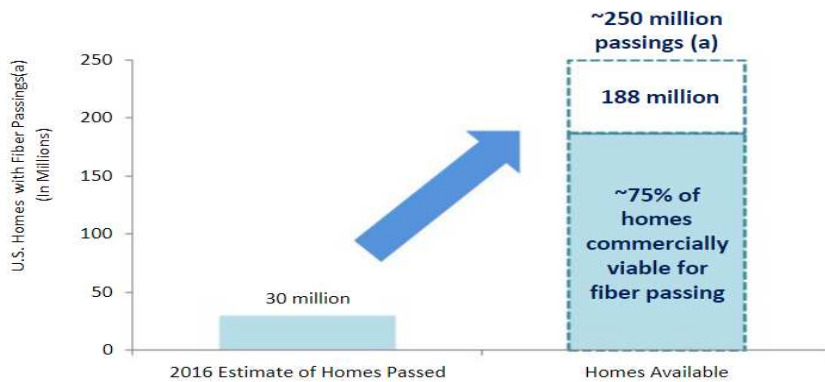 ~250 million
passings (a)
U.S. Homes with Fiber Passings(a)
(In Millions)
250
200
150
100
50
0
188 million
~75% of
homes
commercially
viable for
fiber passing
30 million
2016 Estimate of Homes Passed
Homes Available